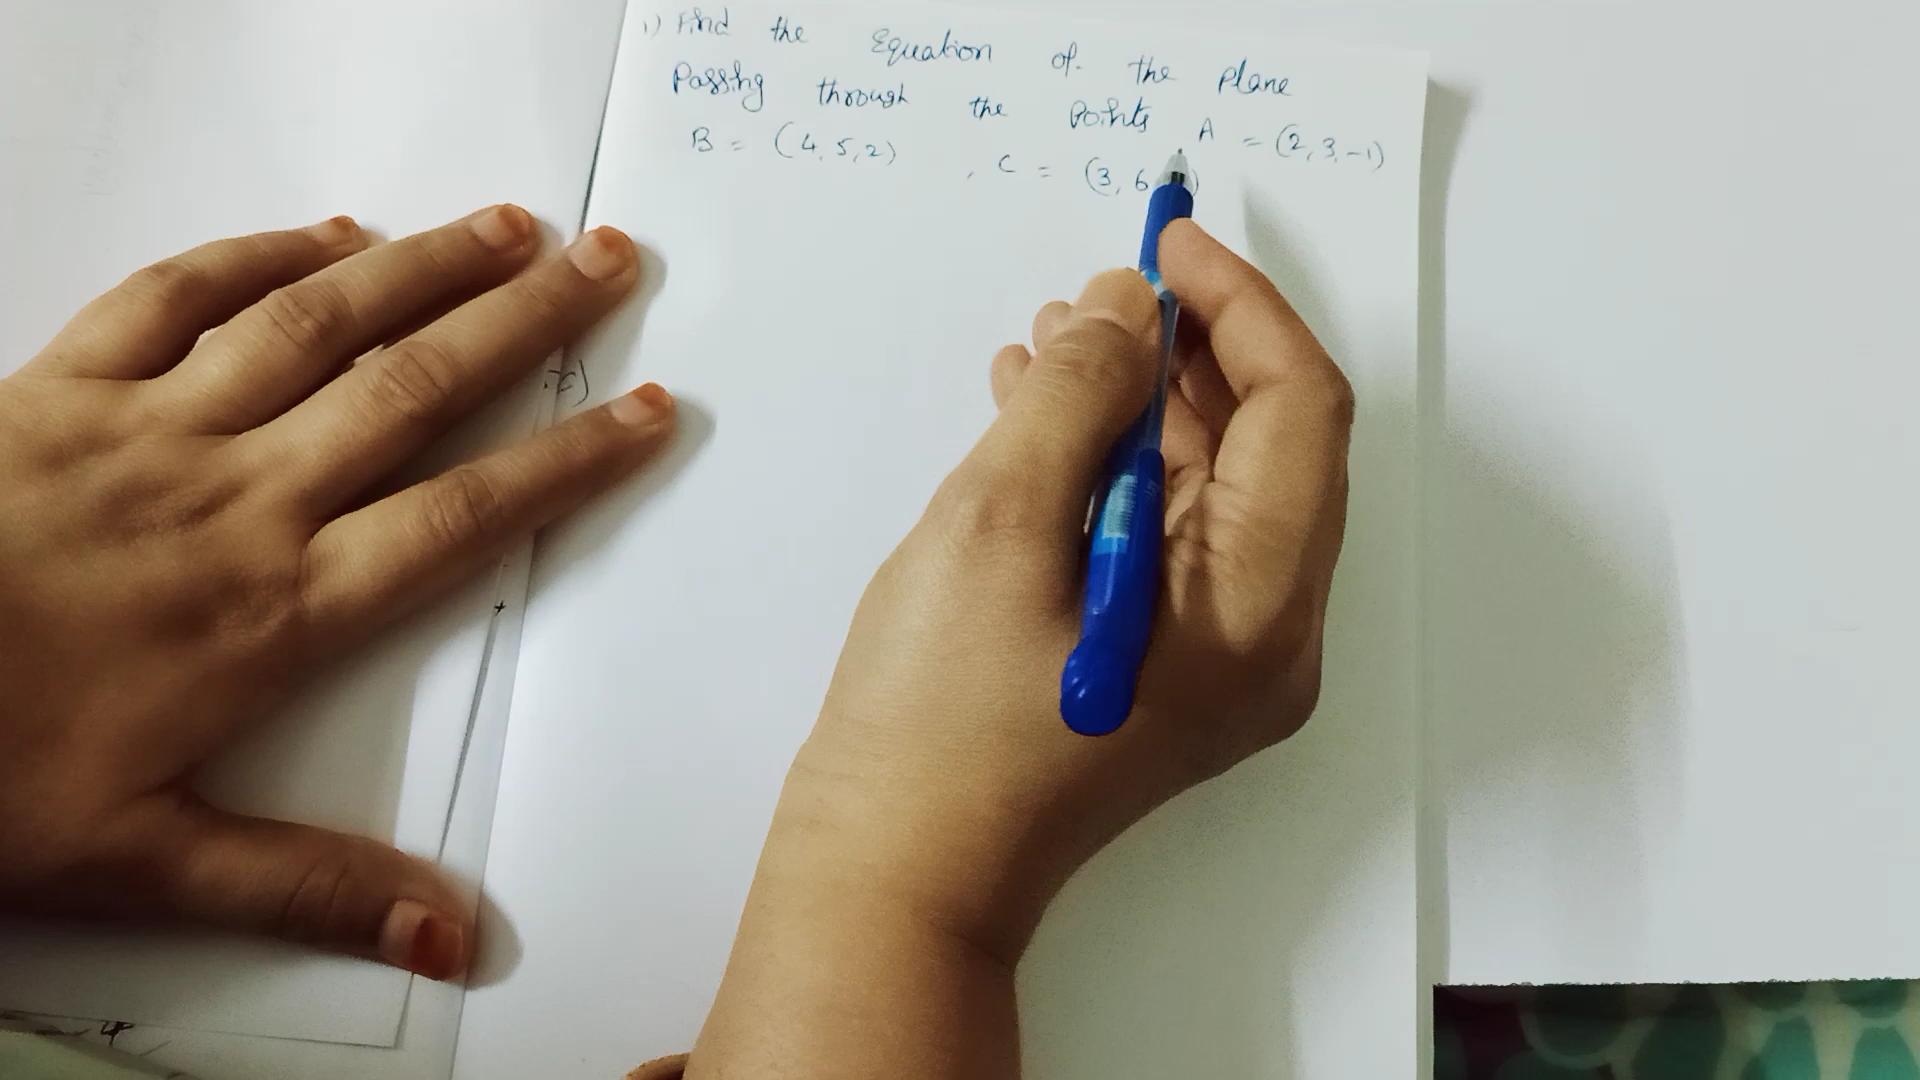 1) Find the Equation of the plane
Passing through the Points A = (2, 3, -1)
B = (4, 5, 2) , C = (3, 6 )